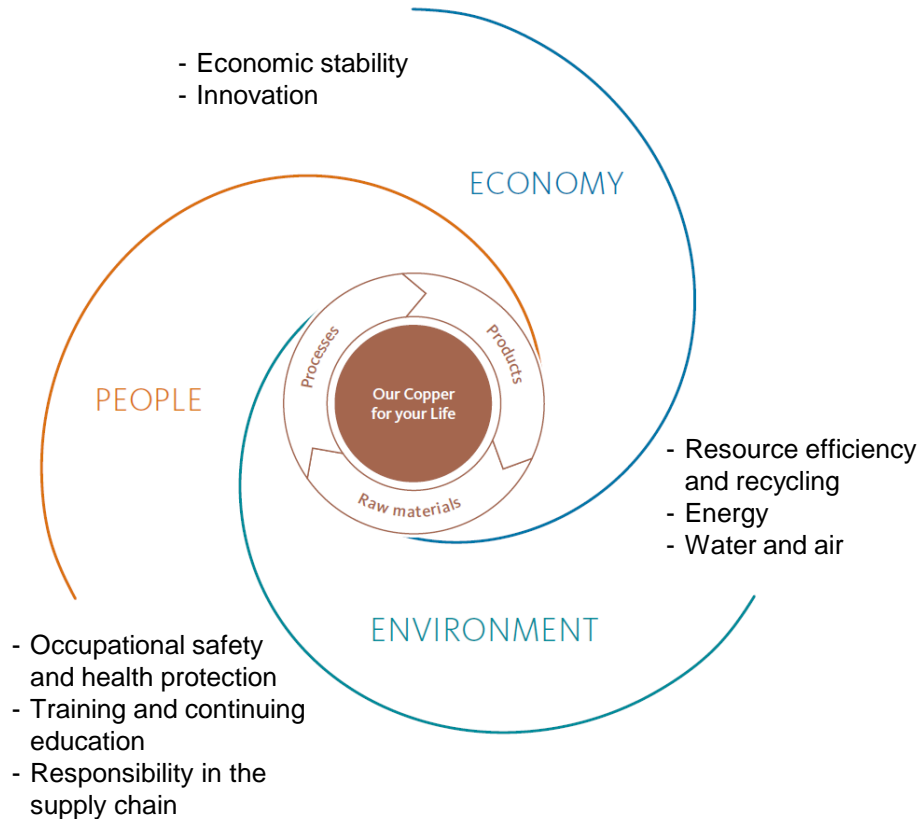 - Economic stability
- Innovation
ECONOMY
PEOPLE
Processes
Products
Our Copper
for your Life
Raw materials
- Resource efficiency
and recycling
- Energy
- Water and air
ENVIRONMENT
- Occupational safety
and health protection
- Training and continuing
education
- Responsibility in the
supply chain